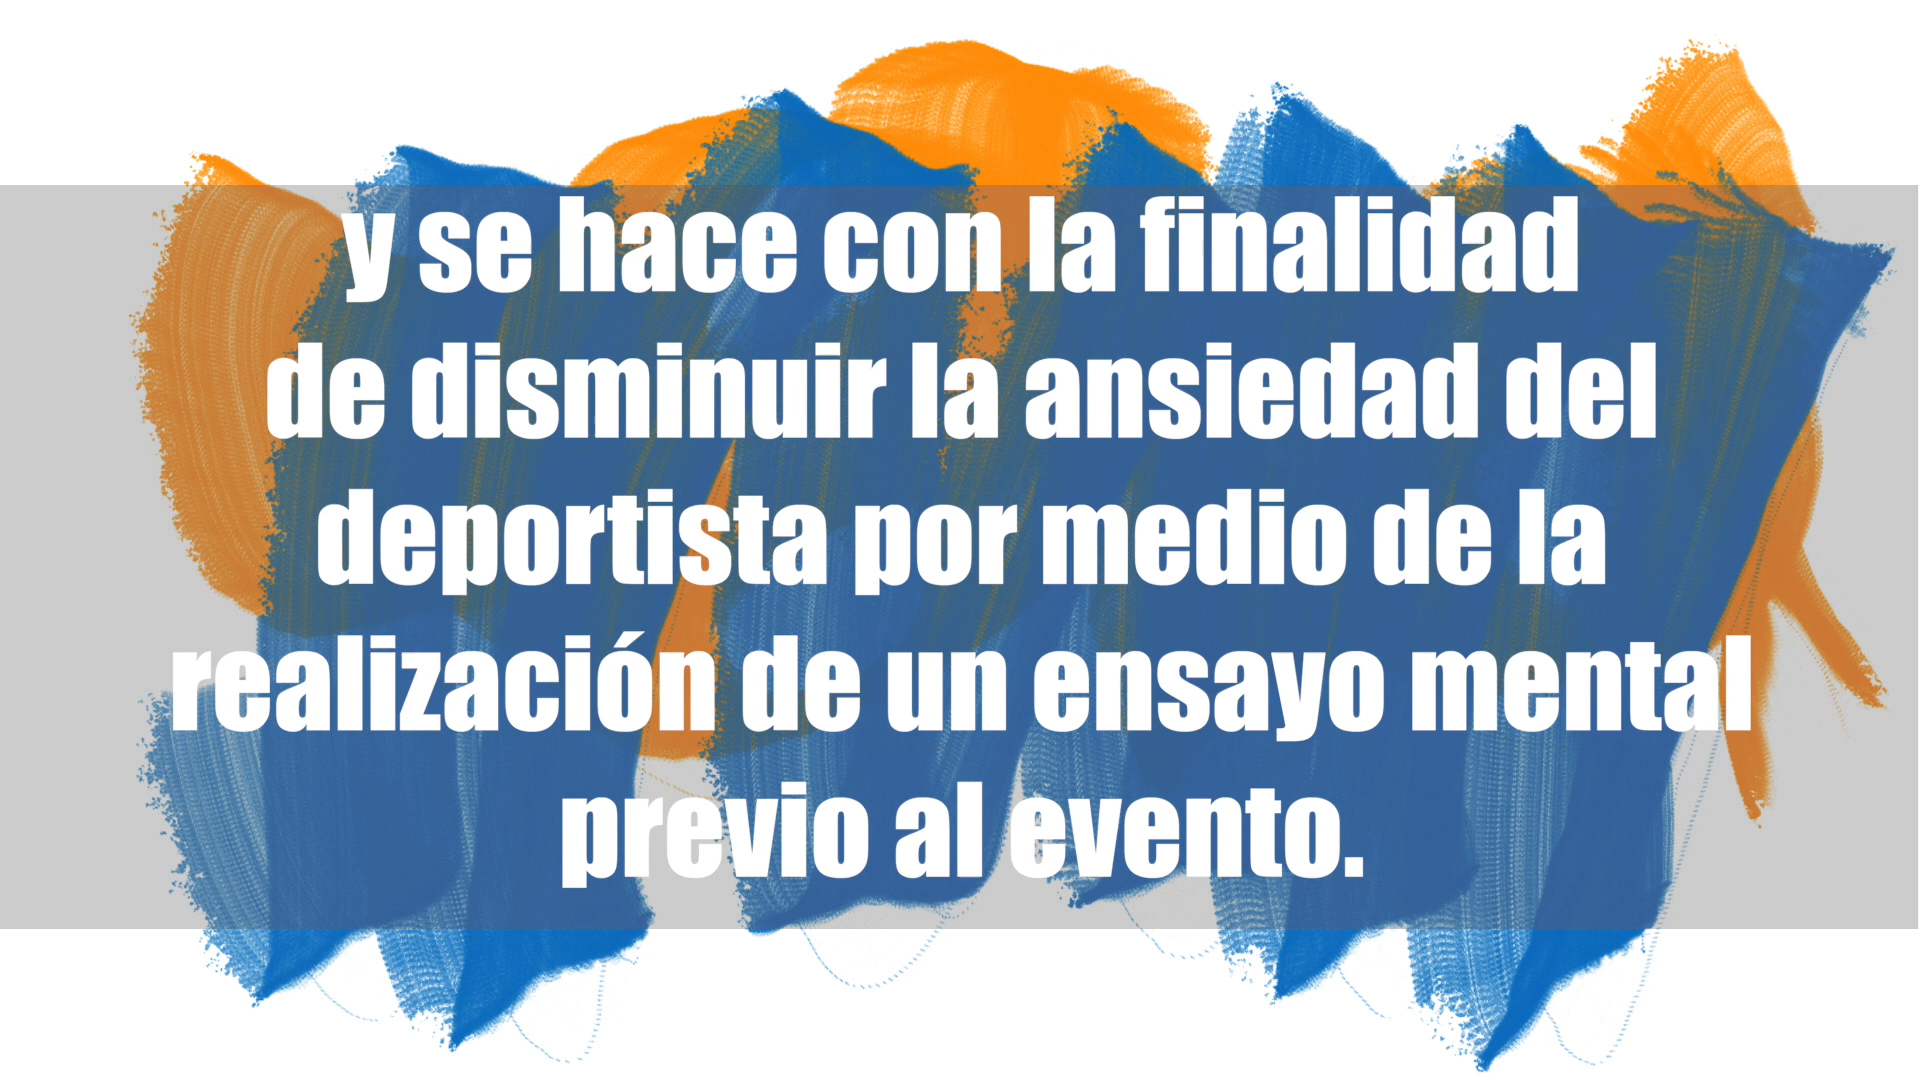 y se hace con la finalidad
de disminuir la ansiedad del
deportista por medio de la
realización de un ensayo mental
previo al evento.